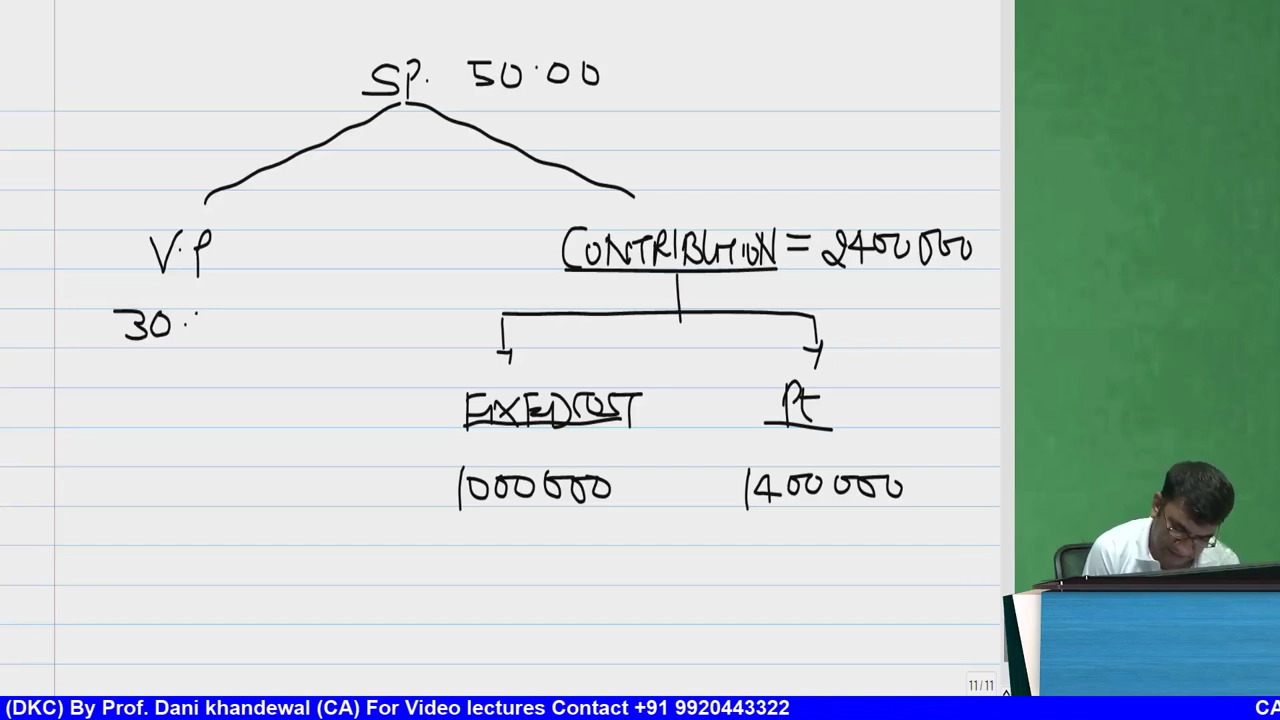 SP. 50.00
V.P
CONTRIBUTION = 2400000
30.
FIXED COST
Pt
1000000
1400000
11/11
(DKC) By Prof. Dani khandewal (CA) For Video lectures Contact +91 9920443322
CA